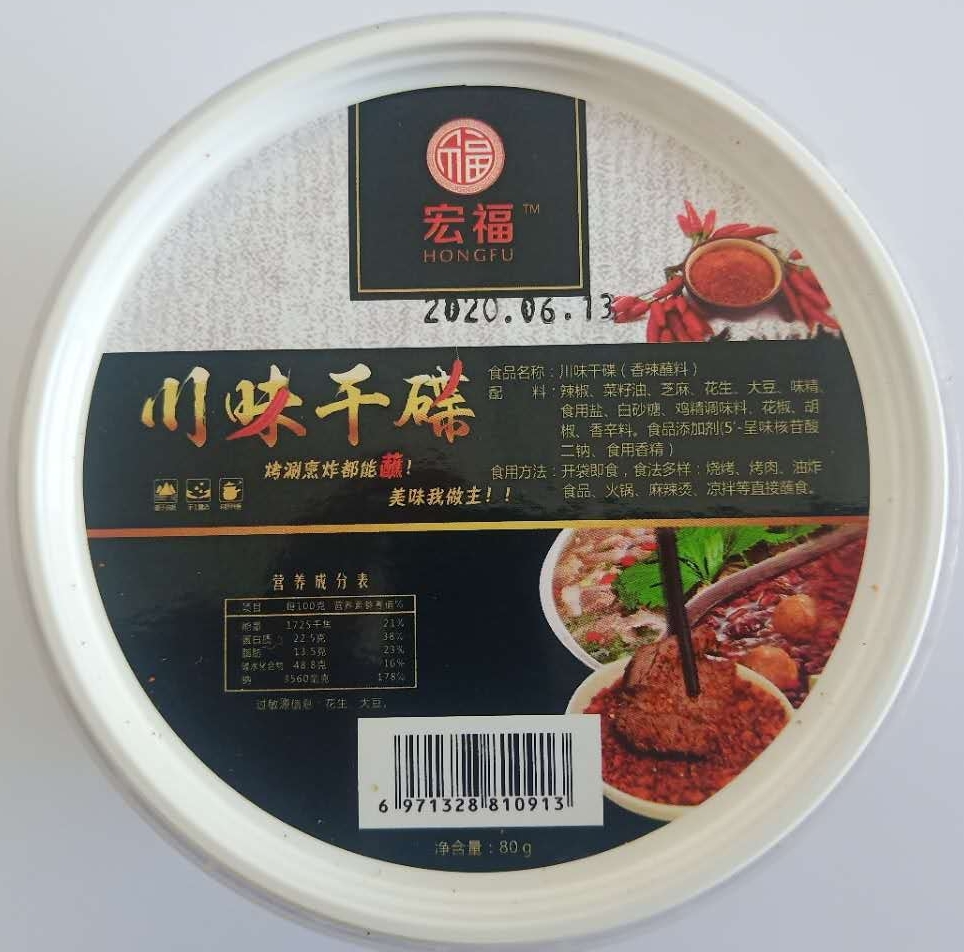 福
宏福™
HONGFU
2020.06.13
川味干碟
烤涮烹炸都能蘸!
美味我做主!!
食品名称:川味干碟(香辣蘸料)
配 料:辣椒、菜籽油、芝麻、花生、大豆、味精、
食用盐、白砂糖、鸡精调味料、花椒、胡
椒、香辛料。食品添加剂(5'-呈味核苷酸
二钠、食用香精)
食用方法:开袋即食,食法多样:烧烤、烤肉、油炸
食品、火锅、麻辣烫、凉拌等直接蘸食。
营养成分表
项目 每100克 营养素参考值%
能量 1725千焦 21%
蛋白质 22.5克 38%
脂肪 13.5克 23%
碳水化合物 48.8克 16%
钠 3560毫克 178%
过敏源信息:花生、大豆。
6 971328 810913
净含量:80g